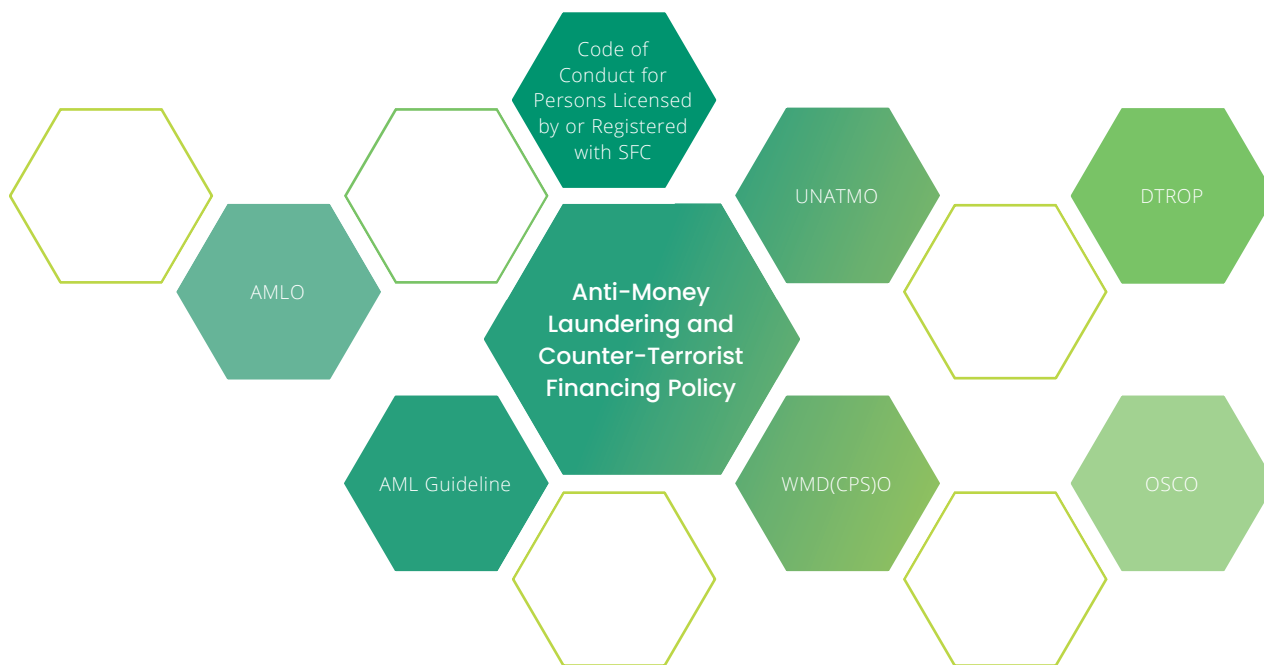 Code of
Conduct for
Persons Licensed
by or Registered
with SFC
UNATMO
DTROP
AMLO
Anti-Money
Laundering and
Counter-Terrorist
Financing Policy
AML Guideline
WMD(CPS)O
OSCO